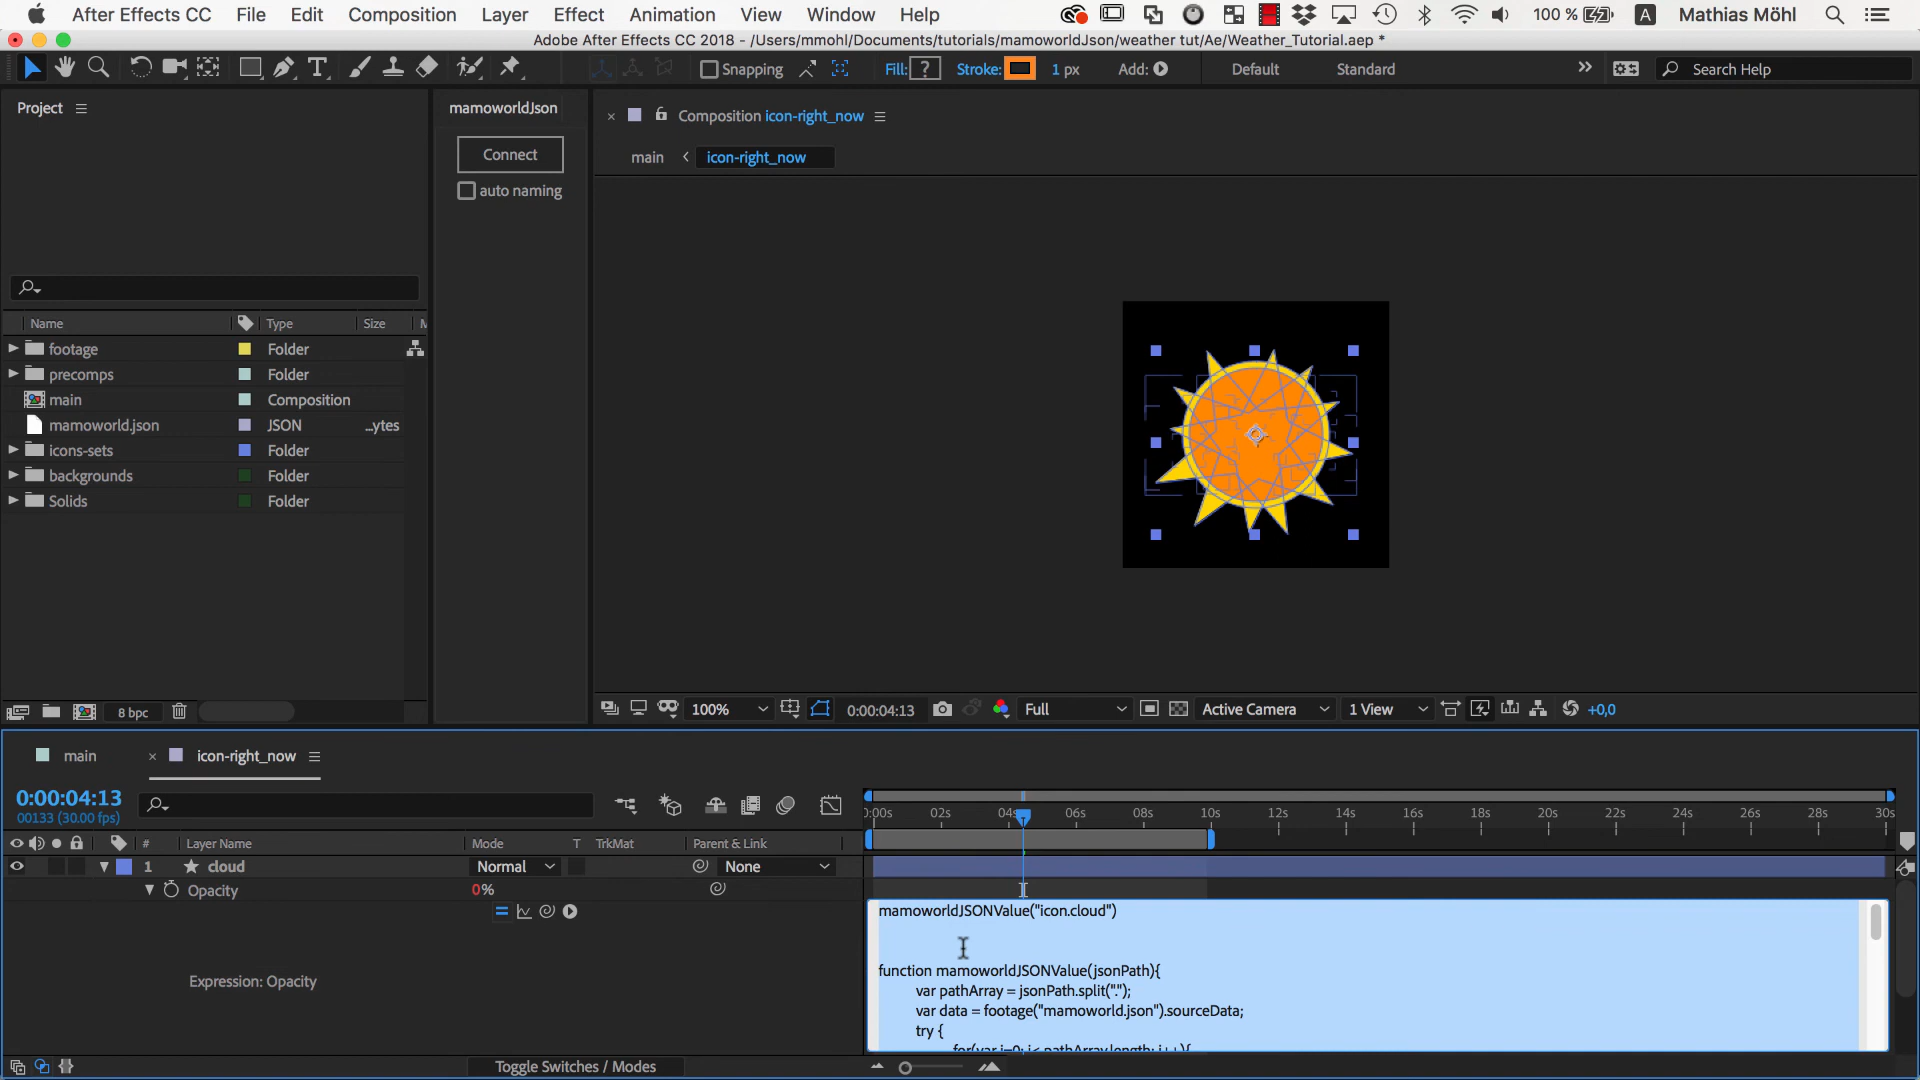 After Effects CC File Edit Composition Layer Effect Animation View Window Help 100 % A Mathias Möhl
Adobe After Effects CC 2018 - /Users/mmohl/Documents/tutorials/mamoworldJson/weather tut/Ae/Weather_Tutorial.aep *
Snapping Fill: ? Stroke: 1 px Add: Default Standard Search Help
Project
mamoworldJson
Composition icon-right_now
Connect
main icon-right_now
auto naming
Name Type Size
footage Folder
precomps Folder
main Composition
mamoworld.json JSON ...ytes
icons-sets Folder
backgrounds Folder
Solids Folder
8 bpc
100% 0:00:04:13 Full Active Camera 1 View +0,0
main icon-right_now
0:00:04:13
00133 (30.00 fps)
0:00s 02s 04s 06s 08s 10s 12s 14s 16s 18s 20s 22s 24s 26s 28s 30s
# Layer Name Mode T TrkMat Parent & Link
1 cloud Normal None
Opacity 0%
Expression: Opacity
mamoworldJSONValue("icon.cloud")
function mamoworldJSONValue(jsonPath){
var pathArray = jsonPath.split(".");
var data = footage("mamoworld.json").sourceData;
try {
for(var i=0; i< pathArray.length; i++){
Toggle Switches / Modes